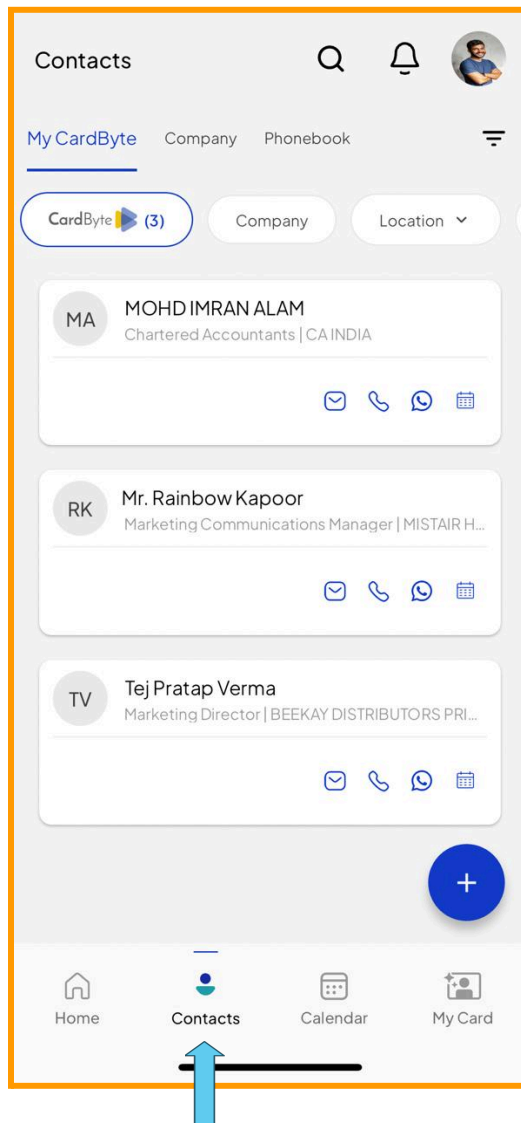 Contacts
My CardByte Company Phonebook
CardByte (3) Company Location
MA MOHD IMRAN ALAM
Chartered Accountants | CA INDIA
RK Mr. Rainbow Kapoor
Marketing Communications Manager | MISTAIR H...
TV Tej Pratap Verma
Marketing Director | BEEKAY DISTRIBUTORS PRI...
+
Home Contacts Calendar My Card